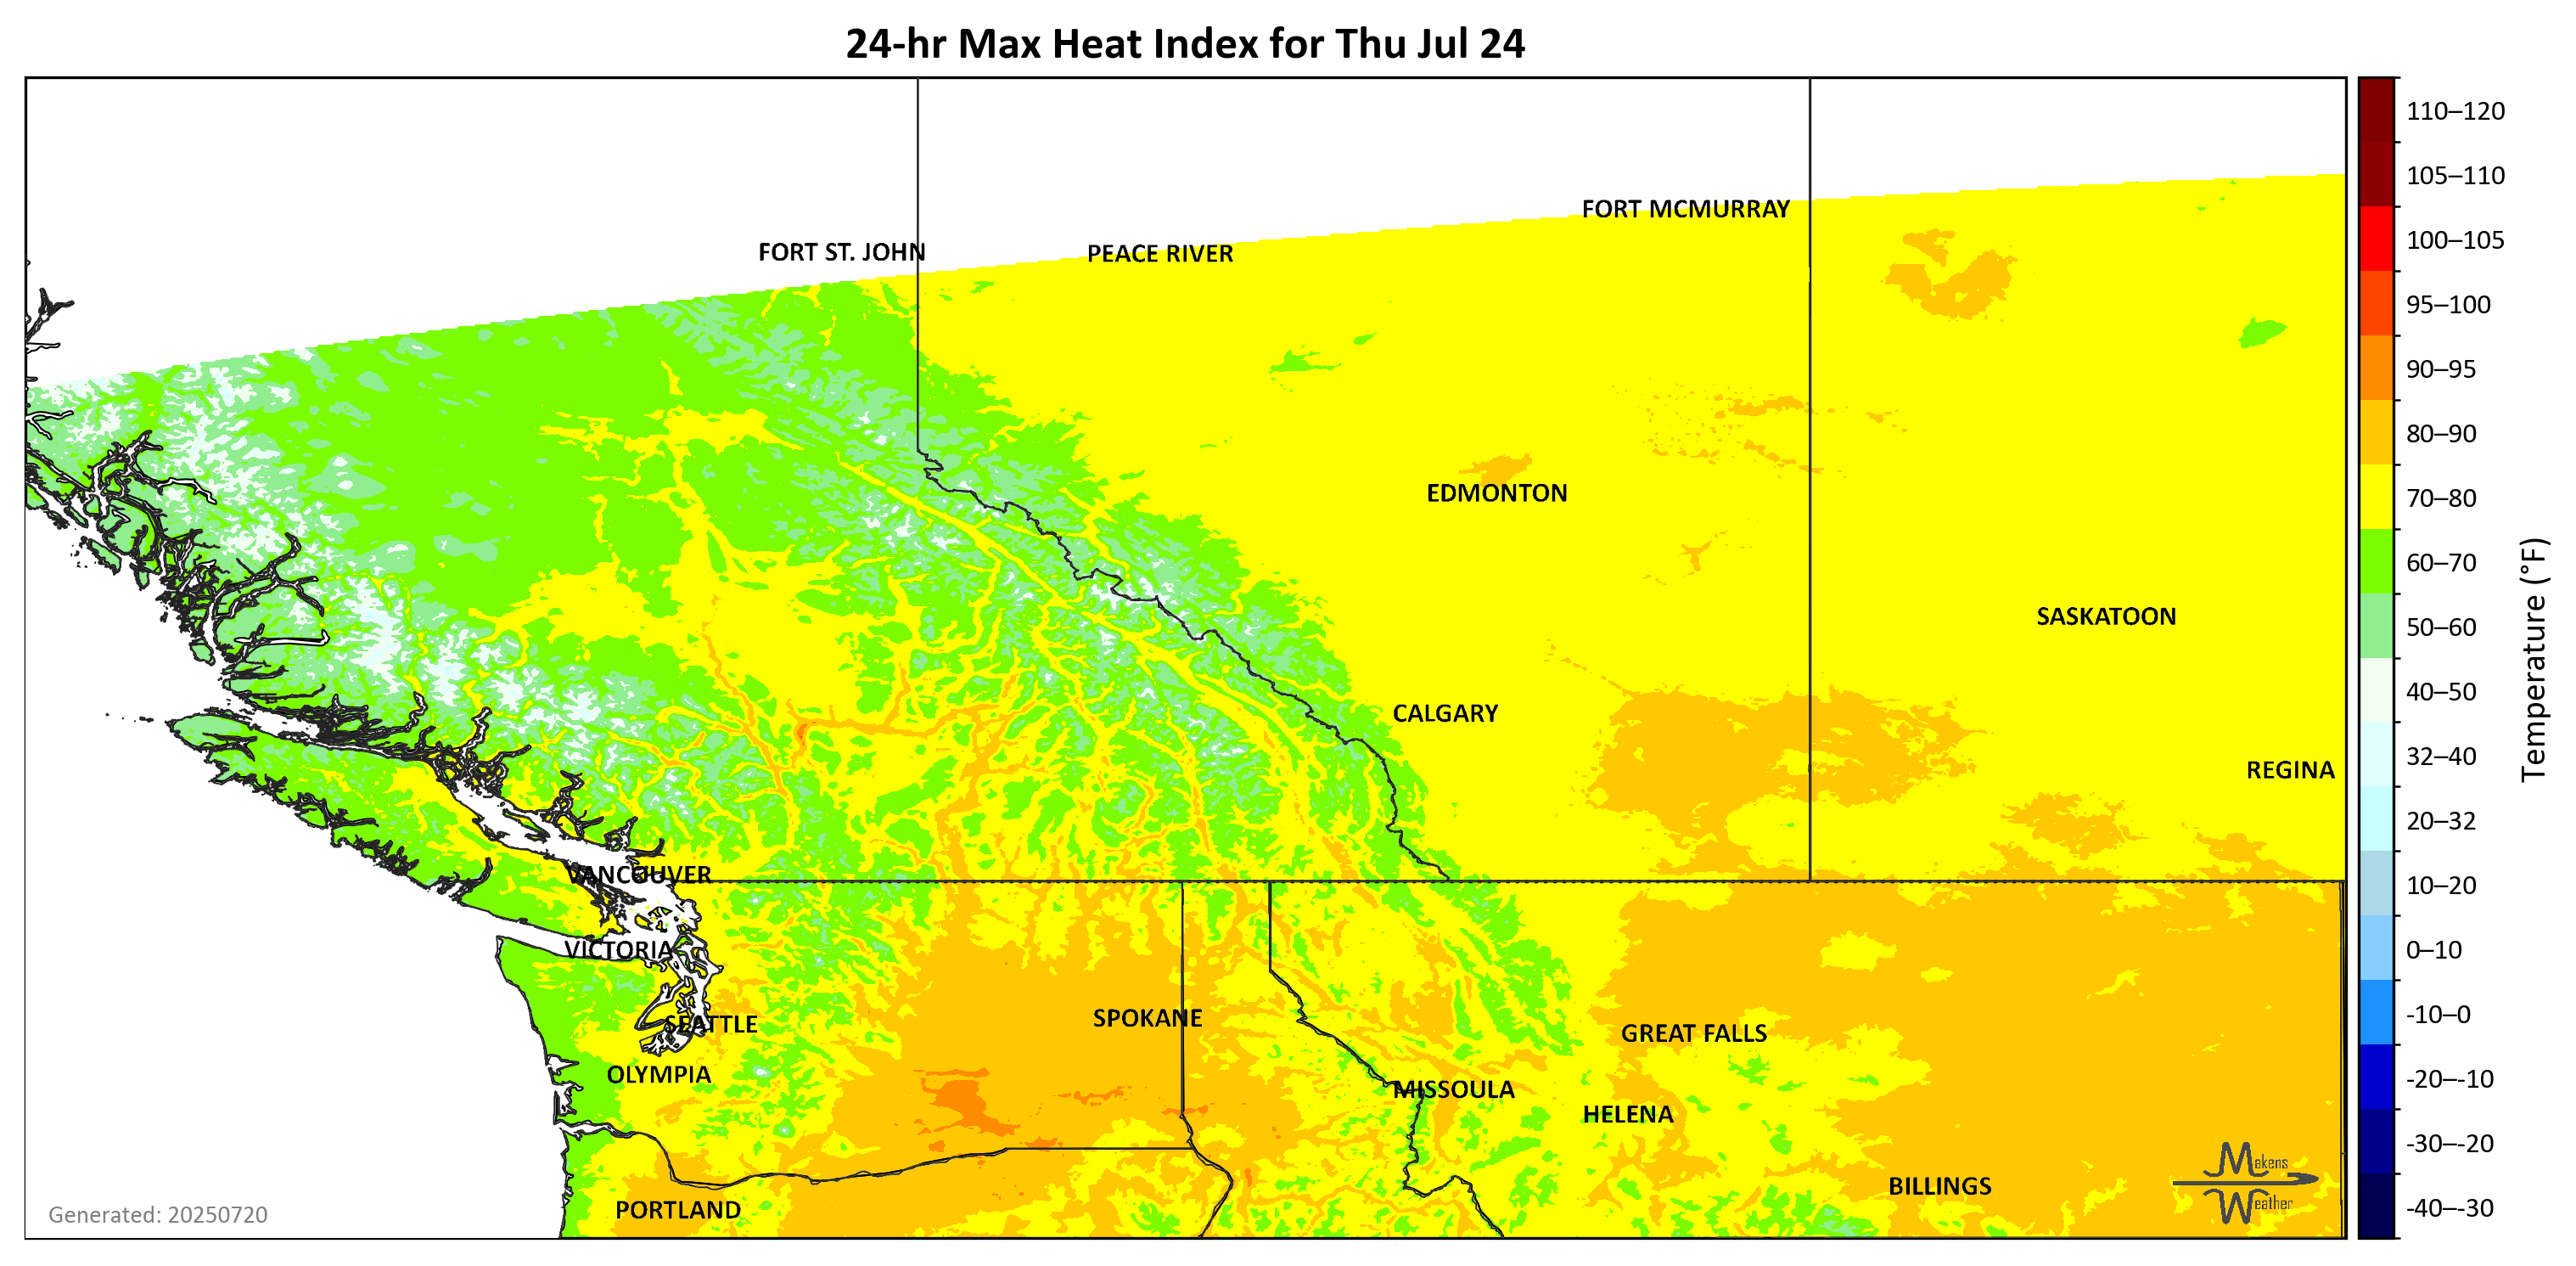 24-hr Max Heat Index for Thu Jul 24
110–120
105–110
FORT MCMURRAY
100–105
FORT ST. JOHN
PEACE RIVER
95–100
90–95
80–90
EDMONTON
70–80
60–70
SASKATOON
50–60
40–50
CALGARY
32–40
REGINA
Temperature (°F)
20–32
VANCOUVER
10–20
VICTORIA
0–10
SEATTLE
SPOKANE
GREAT FALLS
-10–0
OLYMPIA
MISSOULA
-20–-10
HELENA
-30–-20
Makens
Weather
BILLINGS
PORTLAND
-40–-30
Generated: 20250720